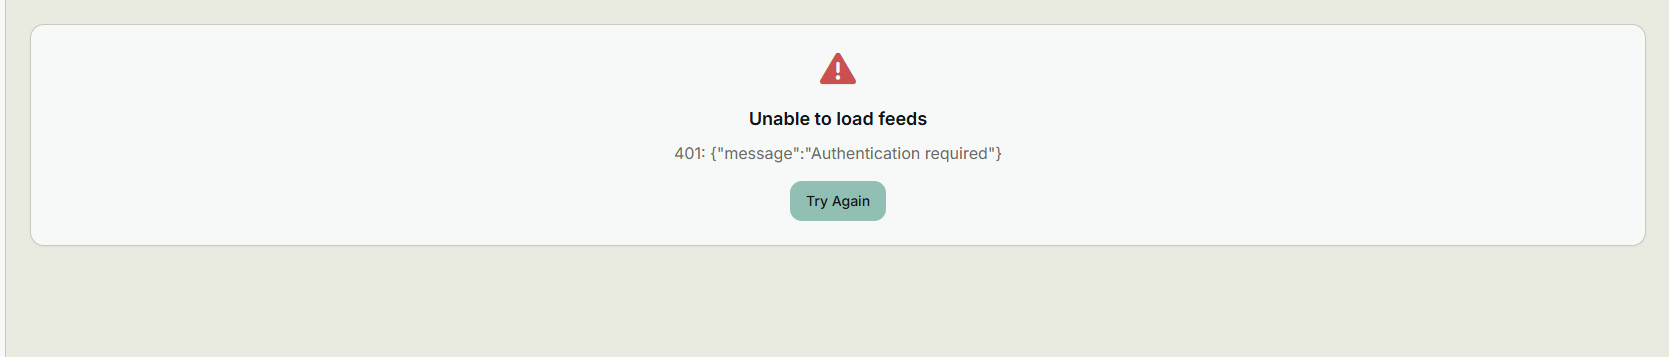 Unable to load feeds
401: {"message":"Authentication required"}
Try Again